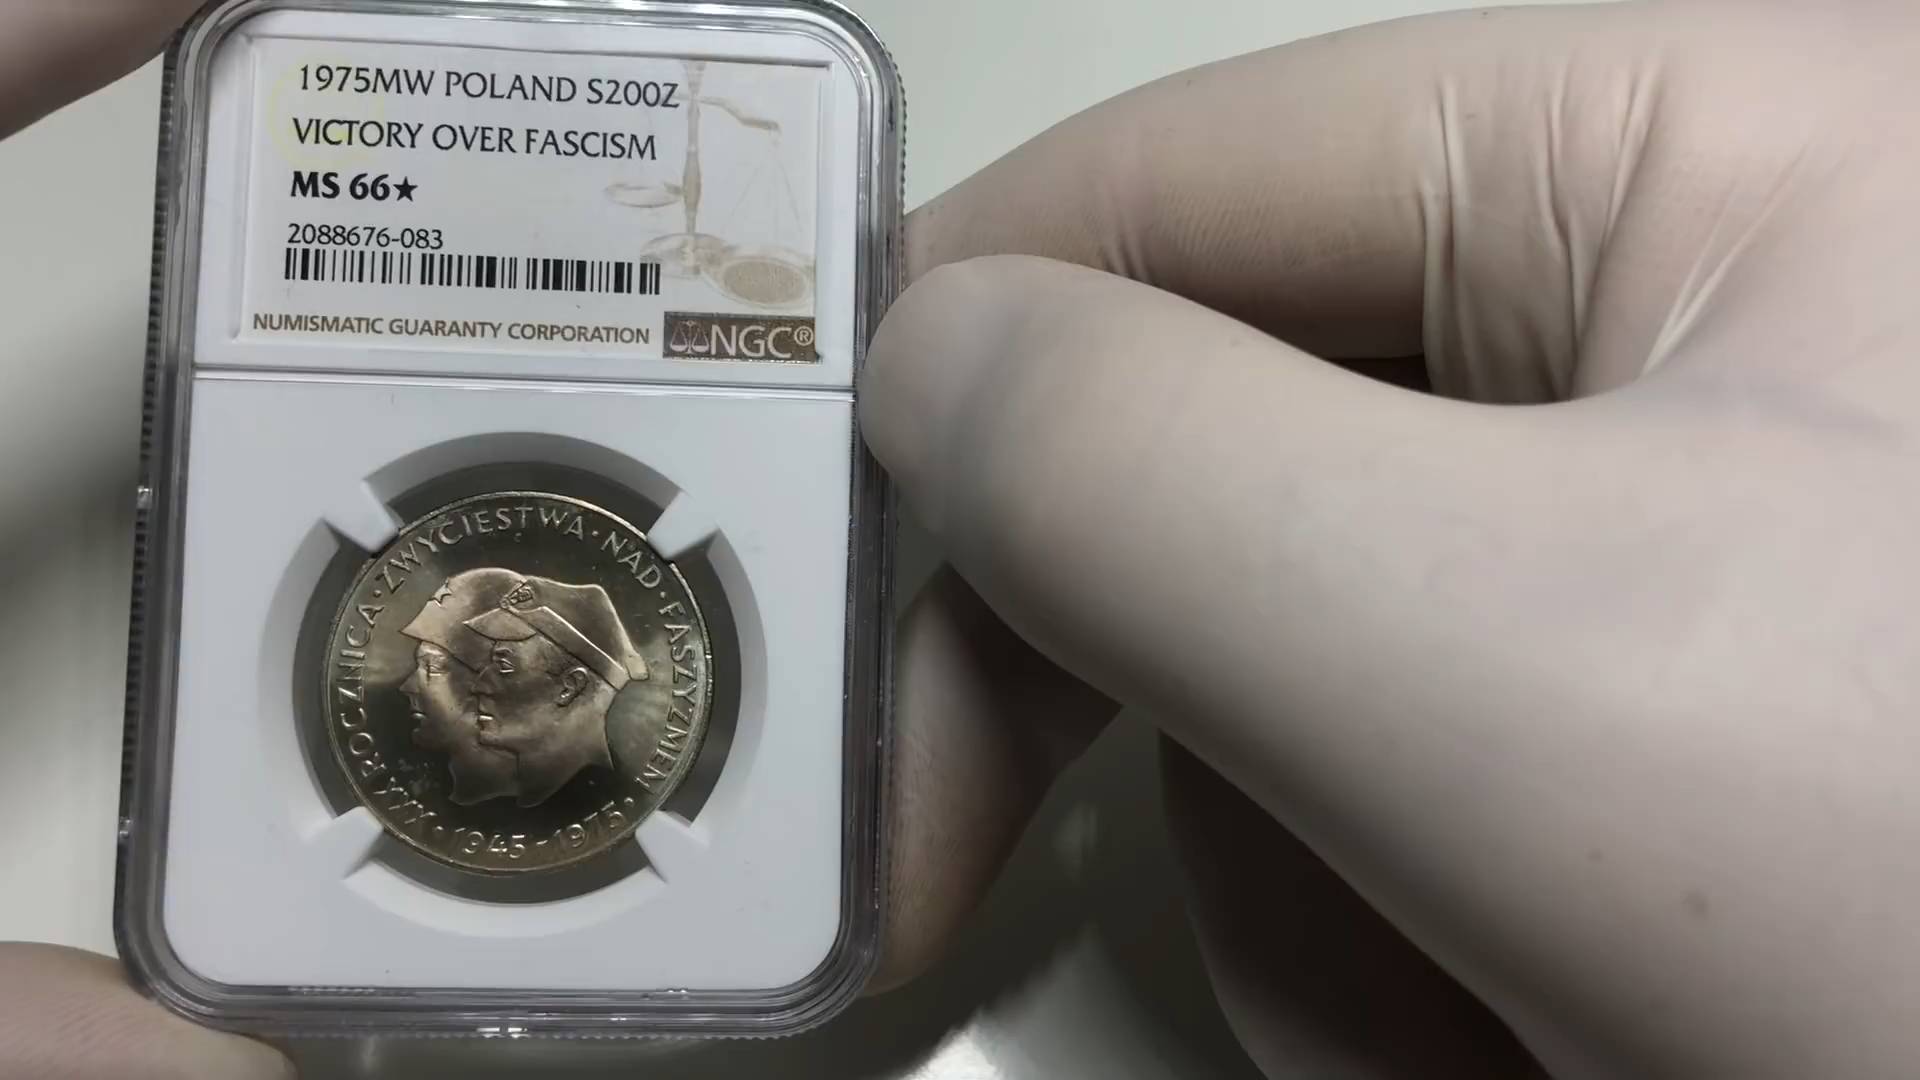 1975MW POLAND S200Z
VICTORY OVER FASCISM
MS 66★
2088676-083
NUMISMATIC GUARANTY CORPORATION
NGC®
XXX ROCZNICA · ZWYCIESTWA · NAD · FASZYZMEM ·
· 1945-1975 ·